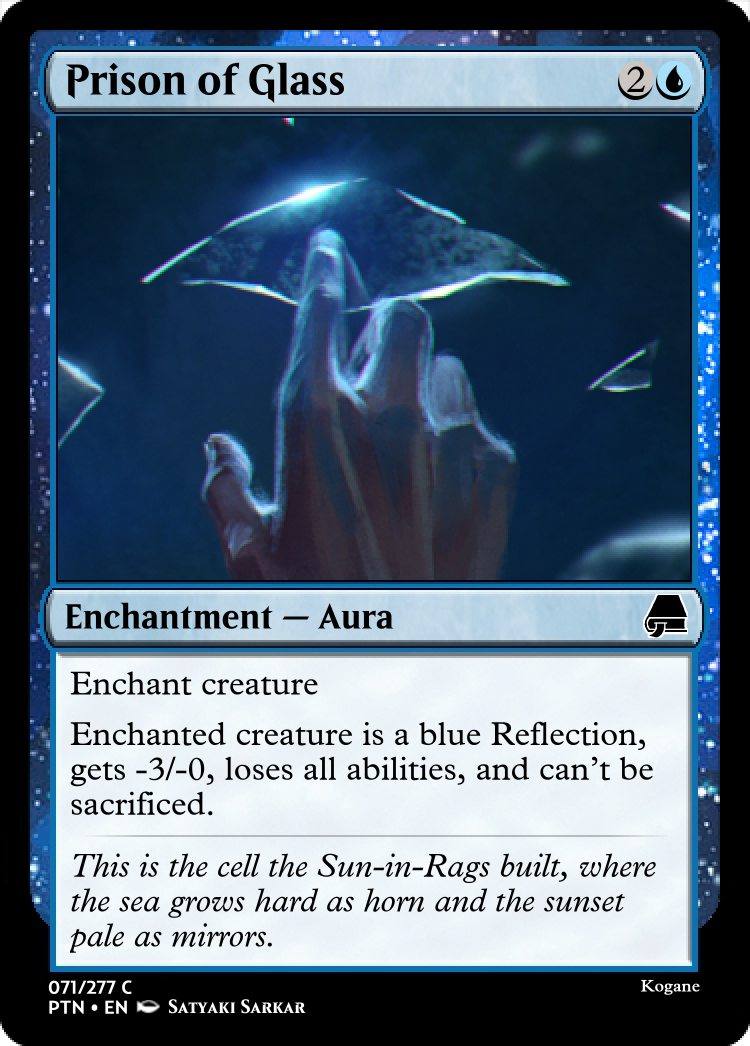 Prison of Glass 2
Enchantment — Aura
Enchant creature
Enchanted creature is a blue Reflection,
gets -3/-0, loses all abilities, and can't be
sacrificed.
This is the cell the Sun-in-Rags built, where
the sea grows hard as horn and the sunset
pale as mirrors.
071/277 C
Kogane
PTN • EN Satyaki Sarkar